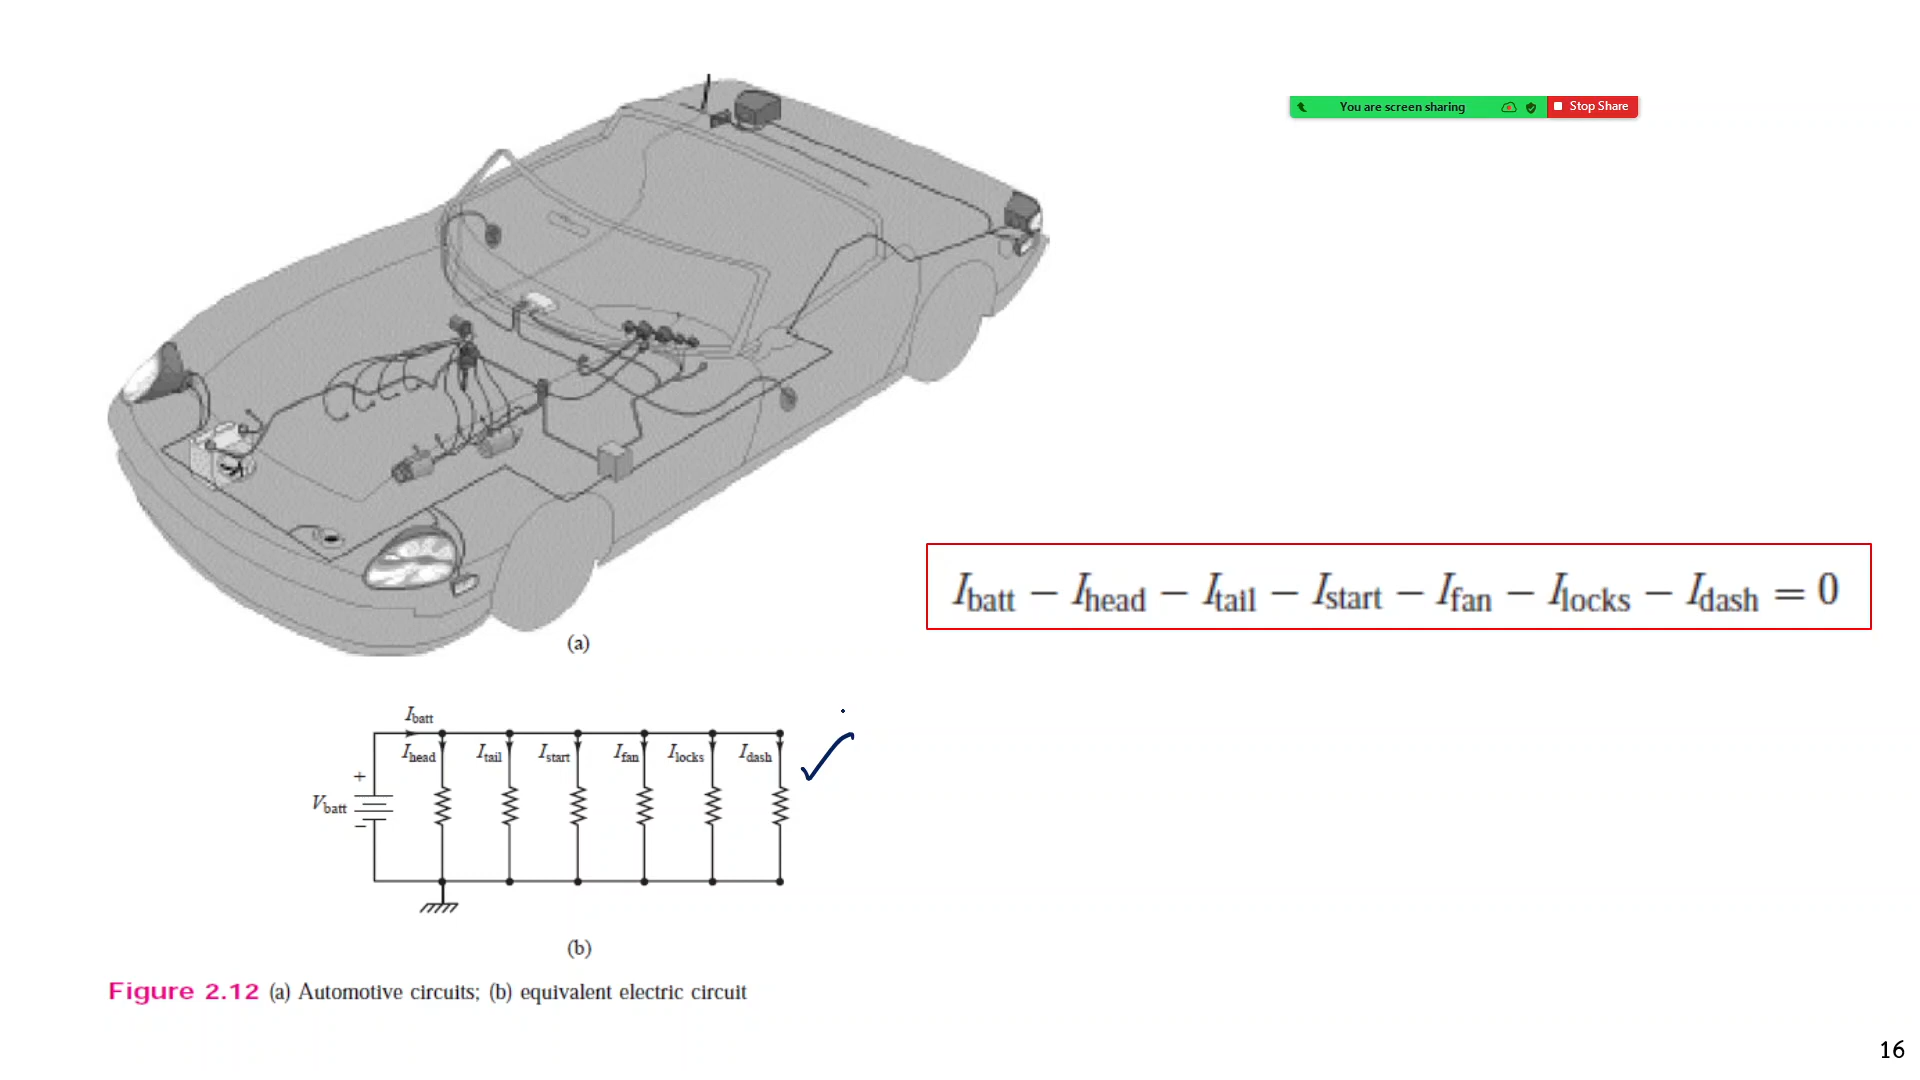 You are screen sharing Stop Share
I_batt − I_head − I_tail − I_start − I_fan − I_locks − I_dash = 0
(a)
I_batt
I_head I_tail I_start I_fan I_locks I_dash
+
V_batt
−
(b)
Figure 2.12 (a) Automotive circuits; (b) equivalent electric circuit
16